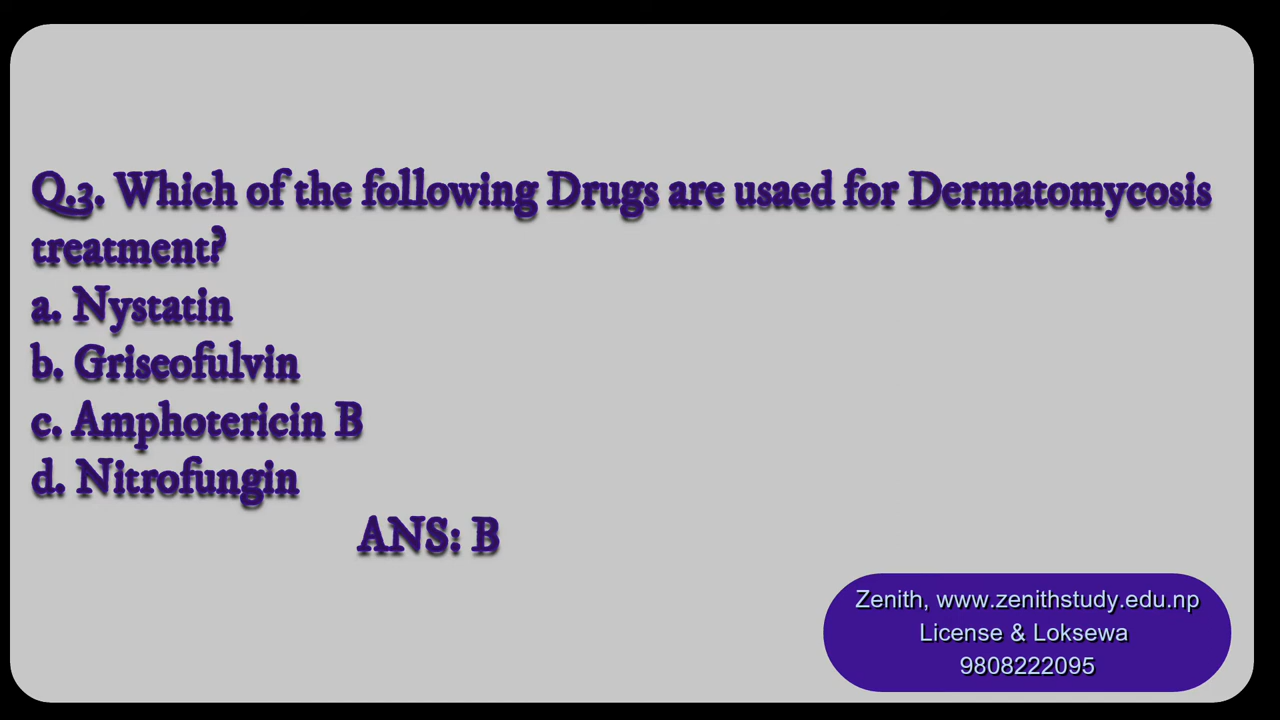 Q.3. Which of the following Drugs are usaed for Dermatomycosis
treatment?
a. Nystatin
b. Griseofulvin
c. Amphotericin B
d. Nitrofungin
ANS: B
Zenith, www.zenithstudy.edu.np
License & Loksewa
9808222095